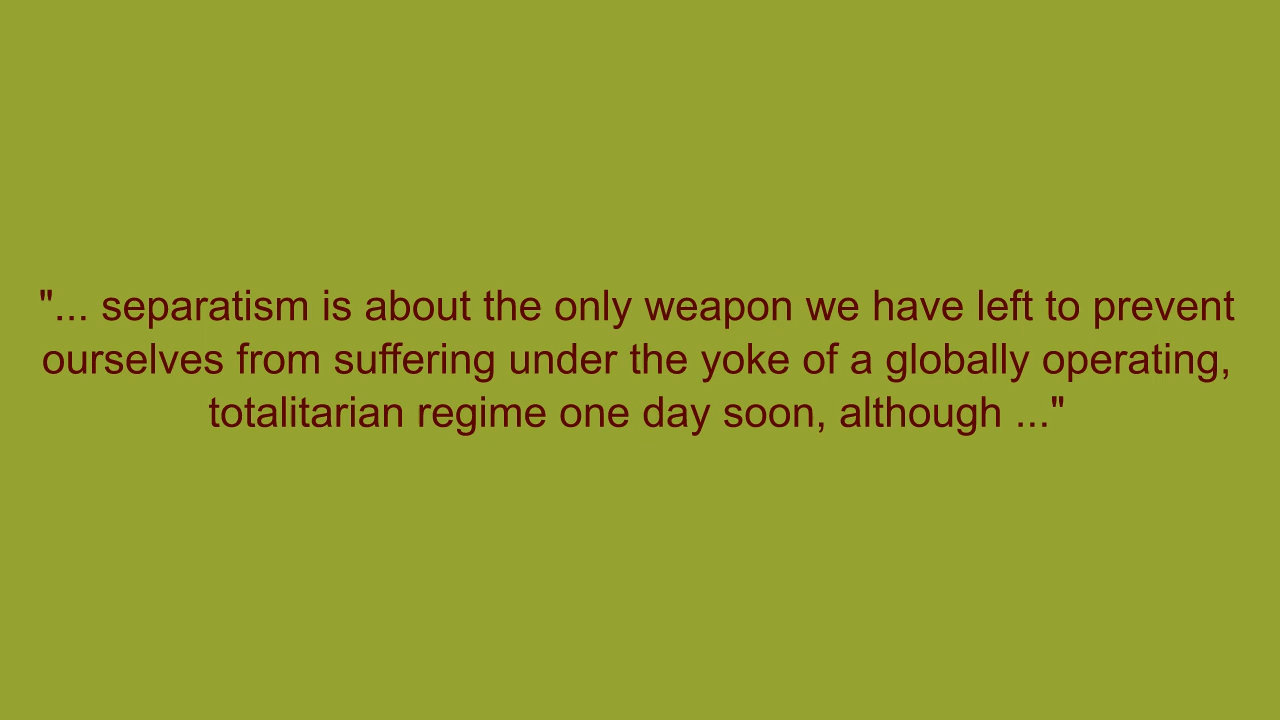 "... separatism is about the only weapon we have left to prevent
ourselves from suffering under the yoke of a globally operating,
totalitarian regime one day soon, although ..."